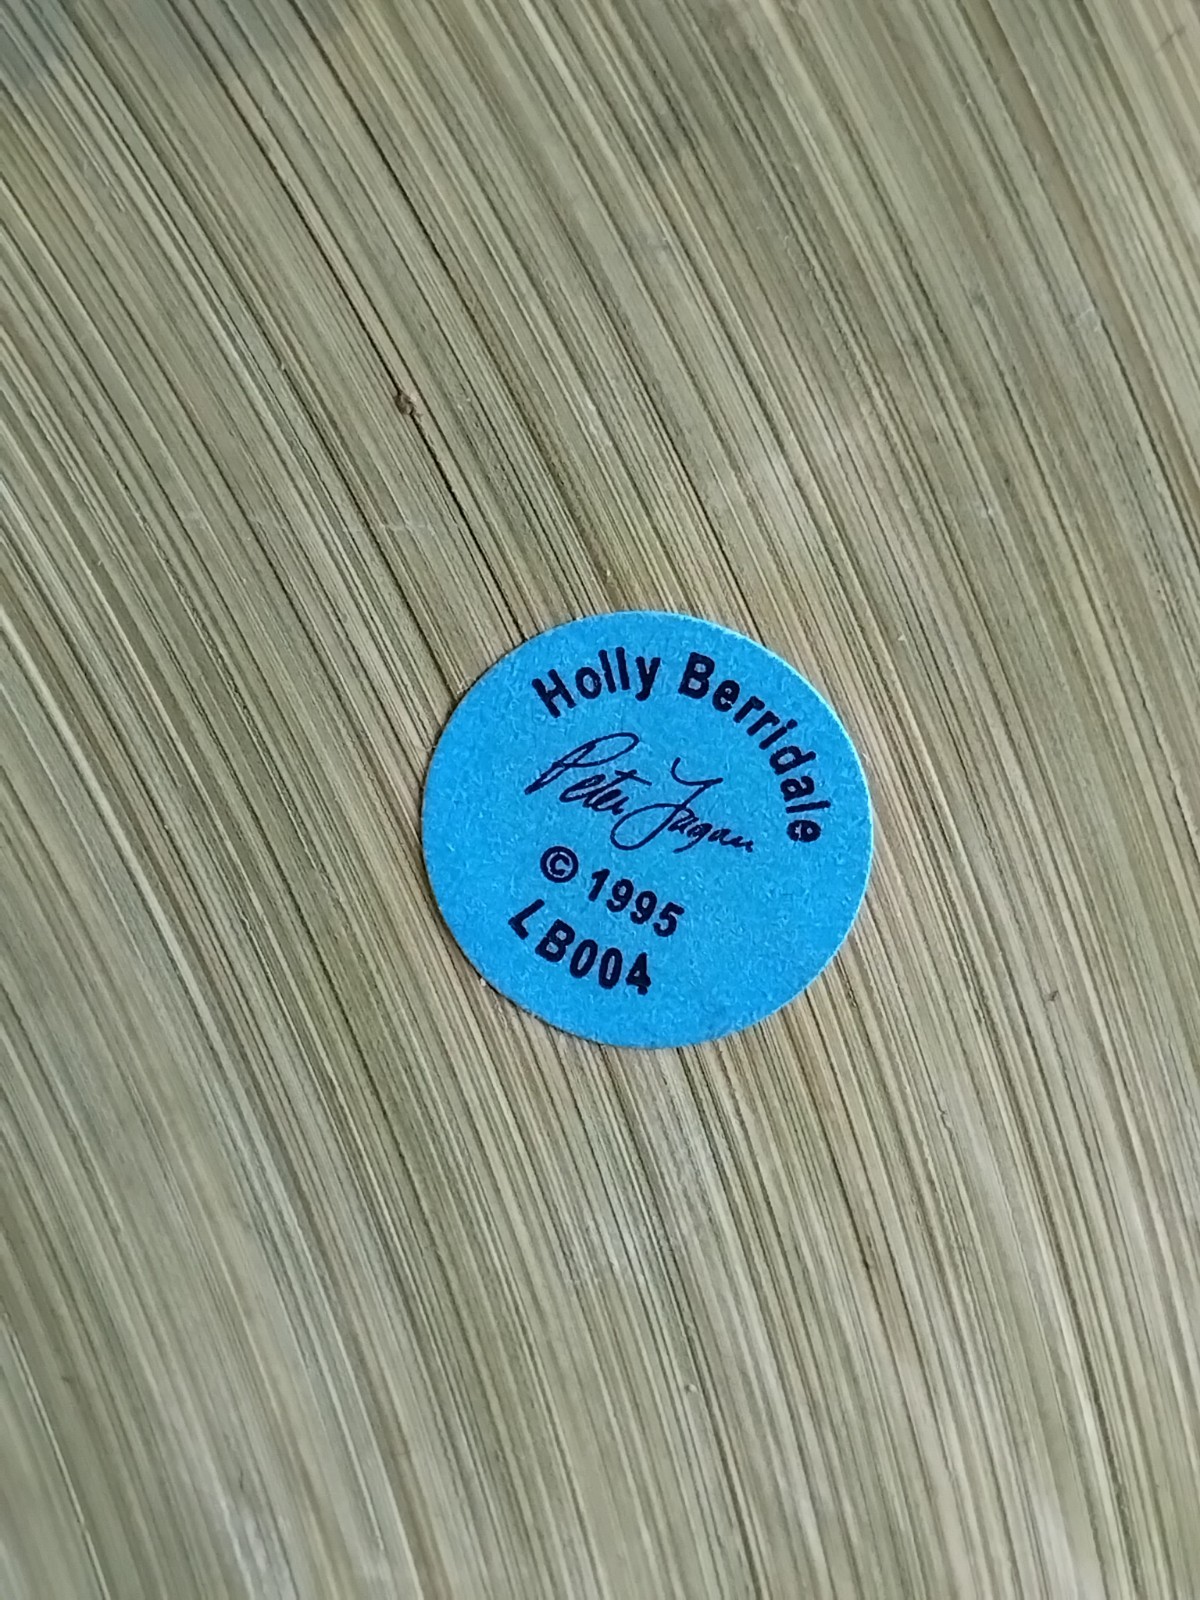 Holly Berridale
Peter Fagan
© 1995
LB004